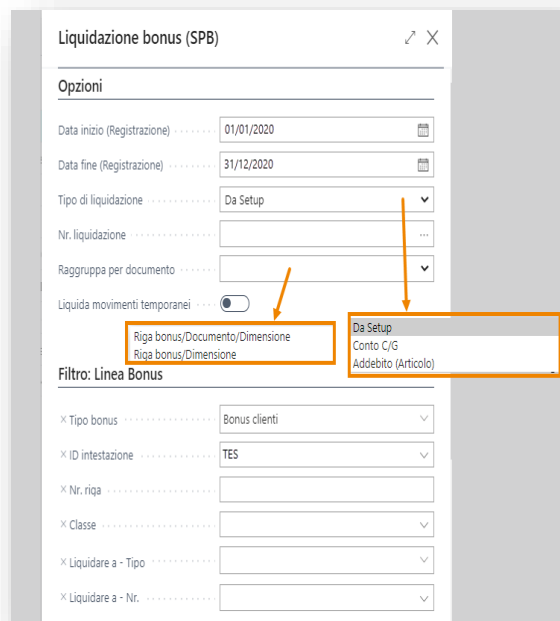 Liquidazione bonus (SPB)
Opzioni
Data inizio (Registrazione) 01/01/2020
Data fine (Registrazione) 31/12/2020
Tipo di liquidazione Da Setup
Nr. liquidazione ...
Raggruppa per documento
Liquida movimenti temporanei
Riga bonus/Documento/Dimensione
Riga bonus/Dimensione
Da Setup
Conto C/G
Addebito (Articolo)
Filtro: Linea Bonus
× Tipo bonus Bonus clienti
× ID intestazione TES
× Nr. riga
× Classe
× Liquidare a - Tipo
× Liquidare a - Nr.